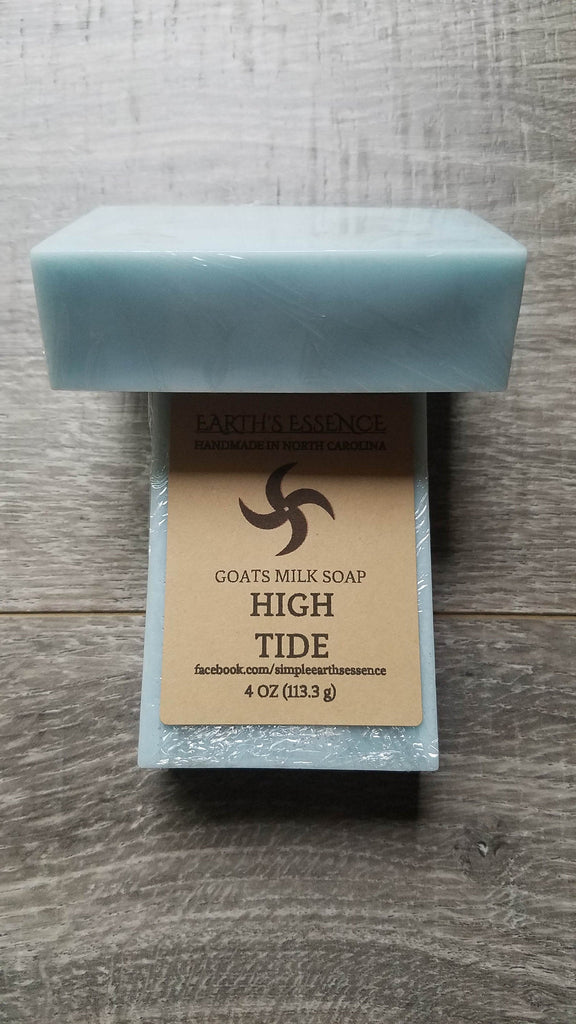 EARTH'S ESSENCE
HANDMADE IN NORTH CAROLINA
GOATS MILK SOAP
HIGH
TIDE
facebook.com/simpleearthsessence
4 OZ (113.3 g)